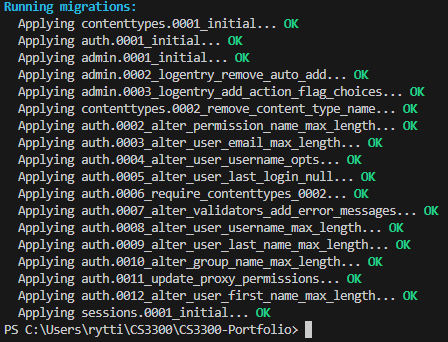 Running migrations:
Applying contenttypes.0001_initial... OK
Applying auth.0001_initial... OK
Applying admin.0001_initial... OK
Applying admin.0002_logentry_remove_auto_add... OK
Applying admin.0003_logentry_add_action_flag_choices... OK
Applying contenttypes.0002_remove_content_type_name... OK
Applying auth.0002_alter_permission_name_max_length... OK
Applying auth.0003_alter_user_email_max_length... OK
Applying auth.0004_alter_user_username_opts... OK
Applying auth.0005_alter_user_last_login_null... OK
Applying auth.0006_require_contenttypes_0002... OK
Applying auth.0007_alter_validators_add_error_messages... OK
Applying auth.0008_alter_user_username_max_length... OK
Applying auth.0009_alter_user_last_name_max_length... OK
Applying auth.0010_alter_group_name_max_length... OK
Applying auth.0011_update_proxy_permissions... OK
Applying auth.0012_alter_user_first_name_max_length... OK
Applying sessions.0001_initial... OK
PS C:\Users\rytti\CS3300\CS3300-Portfolio>